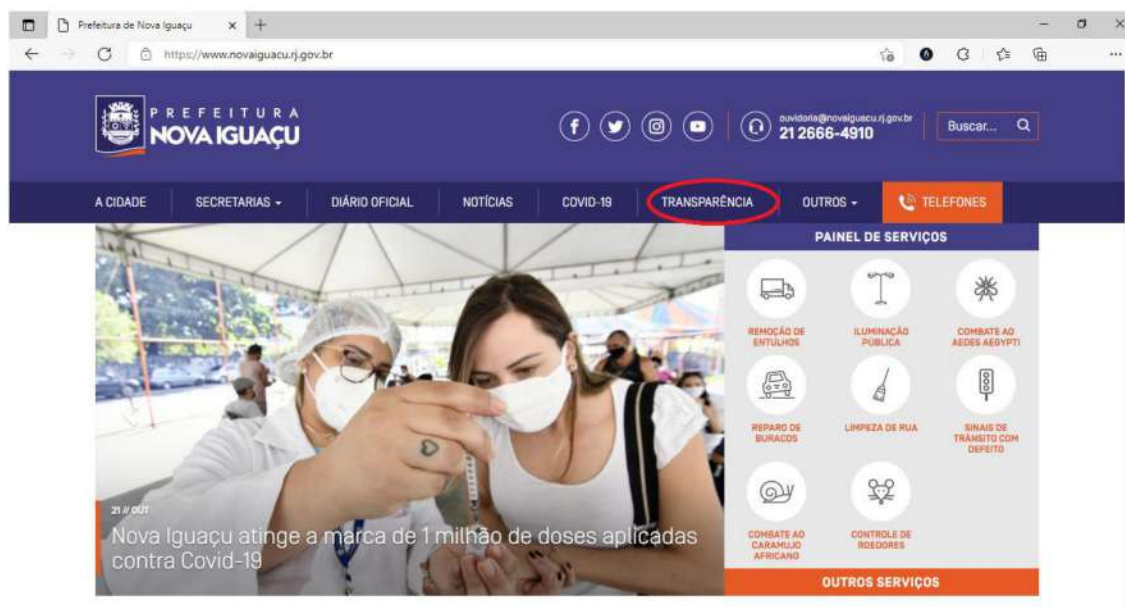 Prefeitura de Nova Iguaçu
https://www.novaiguacu.rj.gov.br
PREFEITURA
NOVA IGUAÇU
ouvidoria@novaiguacu.rj.gov.br
21 2666-4910
Buscar...
A CIDADE
SECRETARIAS
DIÁRIO OFICIAL
NOTÍCIAS
COVID-19
TRANSPARÊNCIA
OUTROS
TELEFONES
PAINEL DE SERVIÇOS
REMOÇÃO DE
ENTULHOS
ILUMINAÇÃO
PÚBLICA
COMBATE AO
AEDES AEGYPTI
REPARO DE
BURACOS
LIMPEZA DE RUA
SINAIS DE
TRÂNSITO COM
DEFEITO
COMBATE AO
CARAMUJO
AFRICANO
CONTROLE DE
ROEDORES
OUTROS SERVIÇOS
21 // OUT
Nova Iguaçu atinge a marca de 1 milhão de doses aplicadas
contra Covid-19